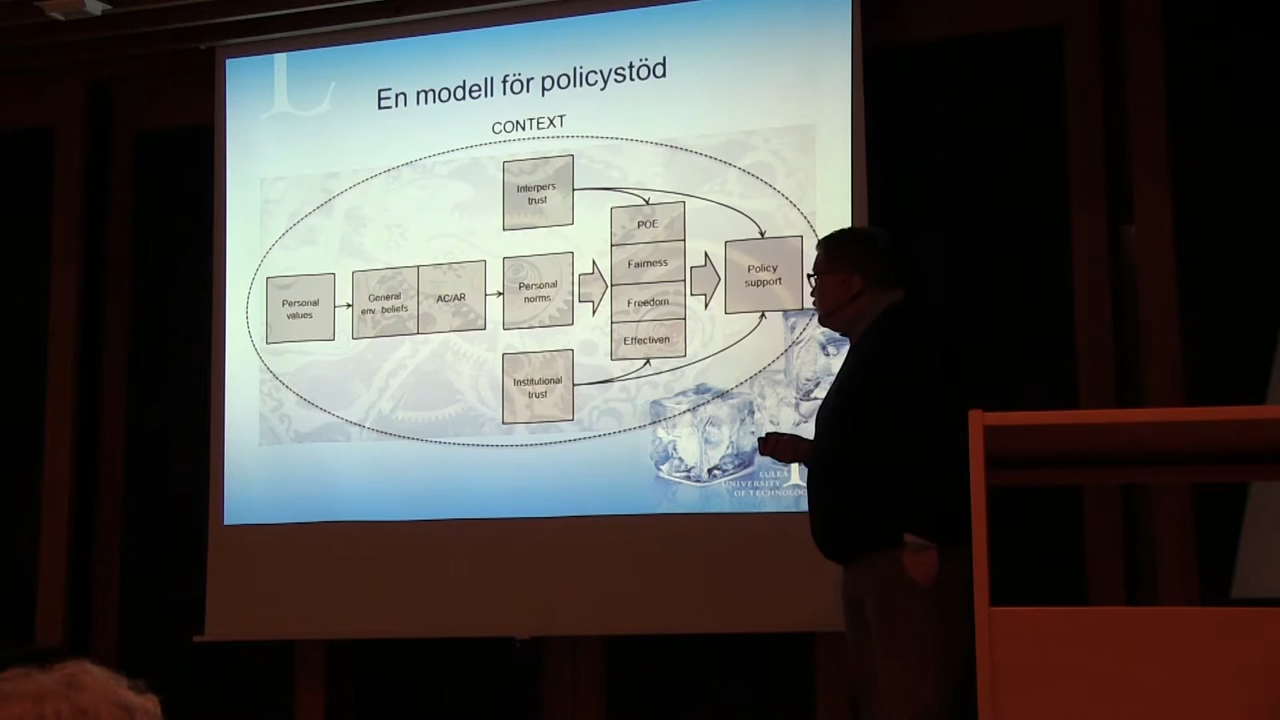 En modell för policystöd
CONTEXT
Interpers
trust
POE
Fairness
Freedom
Effectiven
Policy
support
Personal
values
General
env. beliefs
AC/AR
Personal
norms
Institutional
trust
LULEÅ
UNIVERSITY
OF TECHNOLOG